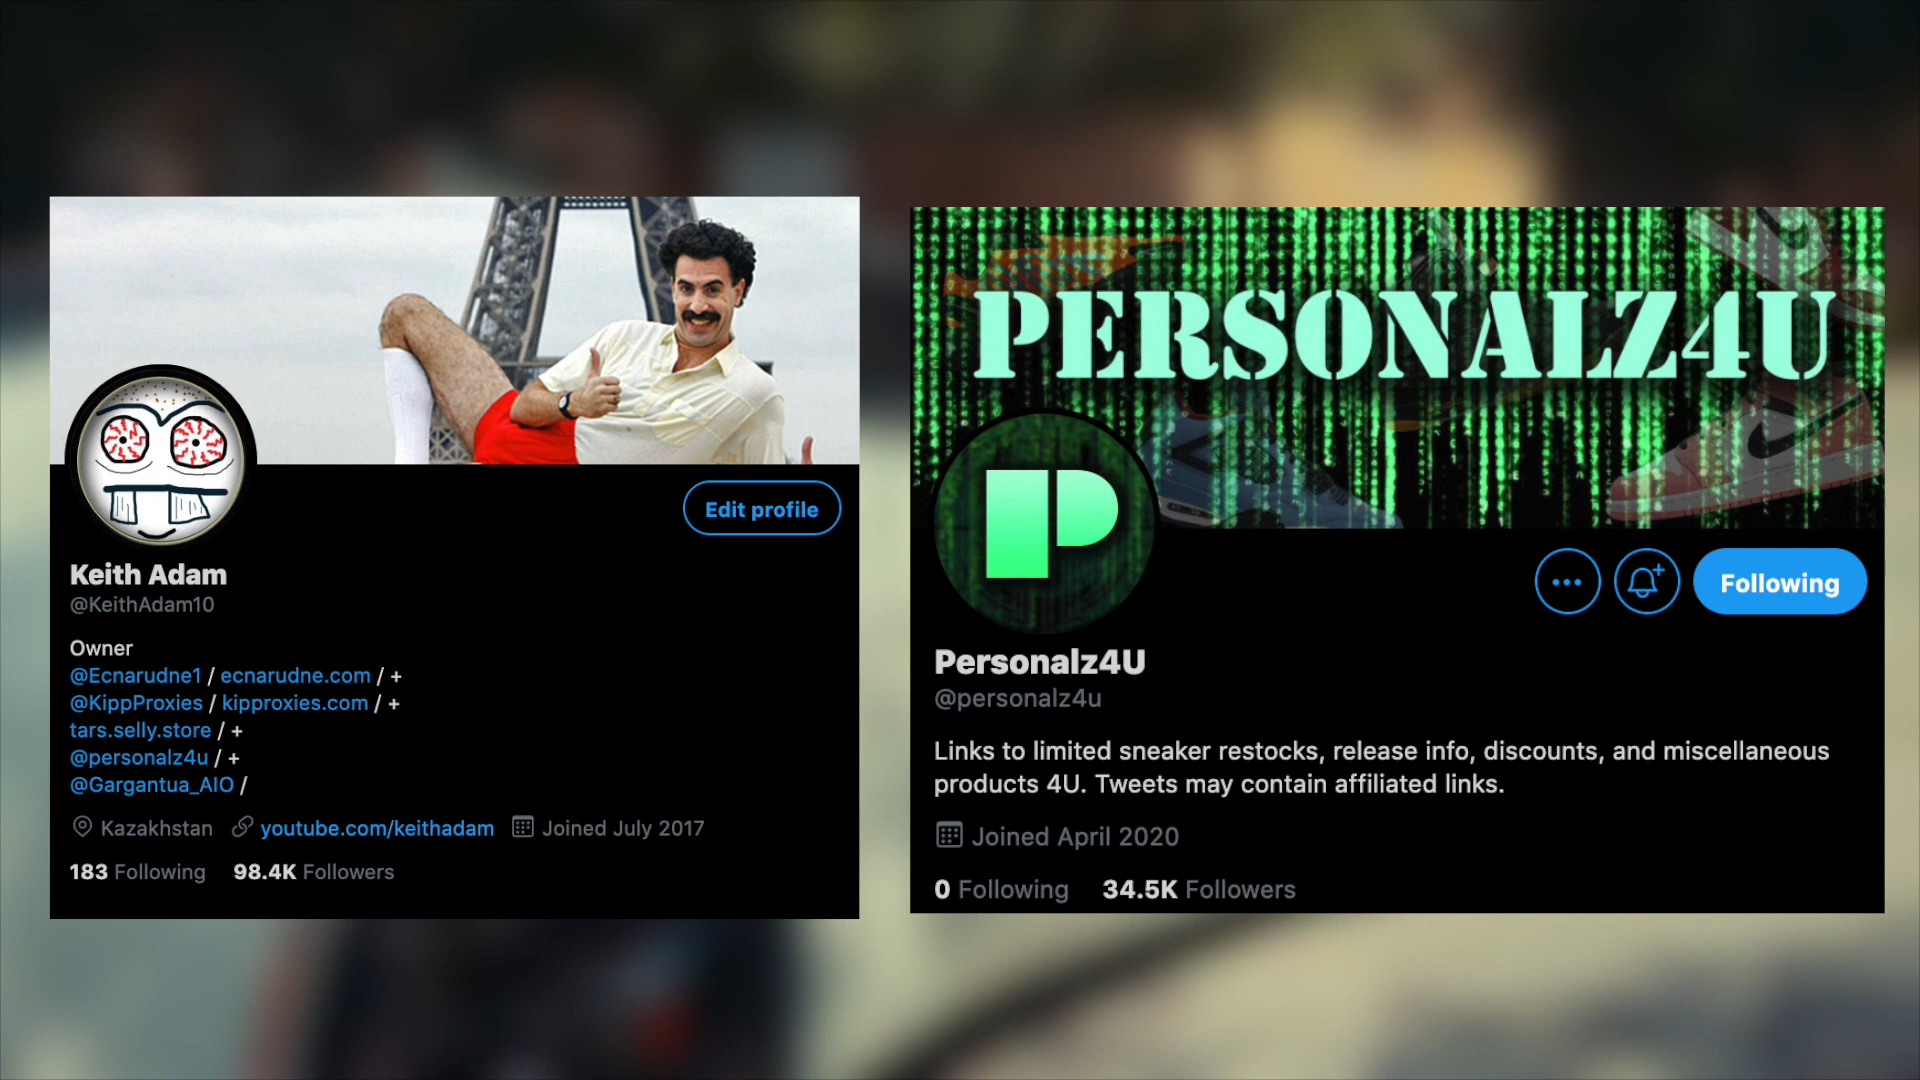 Edit profile
Keith Adam
@KeithAdam10
Owner
@Ecnarudne1 / ecnarudne.com / +
@KippProxies / kipproxies.com / +
tars.selly.store / +
@personalz4u / +
@Gargantua_AIO /
Kazakhstan youtube.com/keithadam Joined July 2017
183 Following 98.4K Followers
PERSONALZ4U
P
Following
Personalz4U
@personalz4u
Links to limited sneaker restocks, release info, discounts, and miscellaneous
products 4U. Tweets may contain affiliated links.
Joined April 2020
0 Following 34.5K Followers